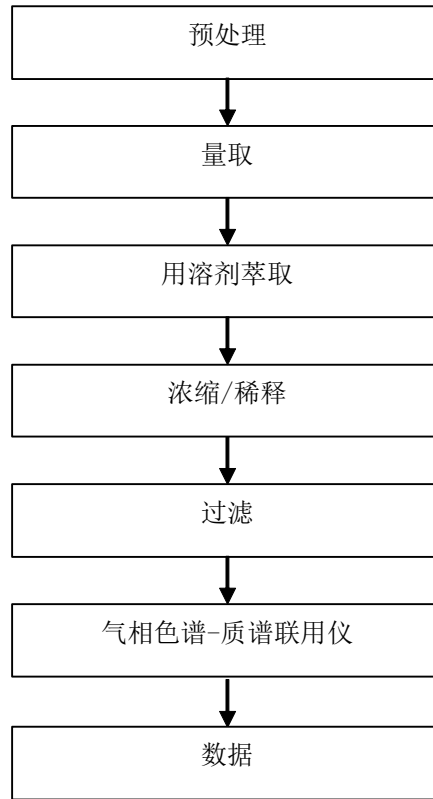 预处理
量取
用溶剂萃取
浓缩/稀释
过滤
气相色谱-质谱联用仪
数据